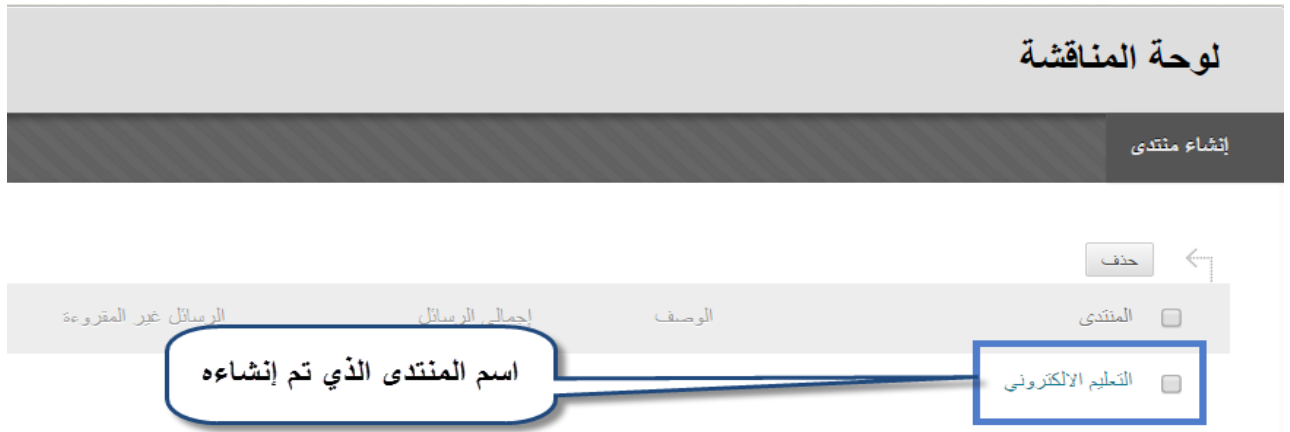 لوحة المناقشة
إنشاء منتدى
حذف
المنتدى الوصف إجمالي الرسائل الرسائل غير المقروءة
التعليم الالكتروني
اسم المنتدى الذي تم إنشاءه